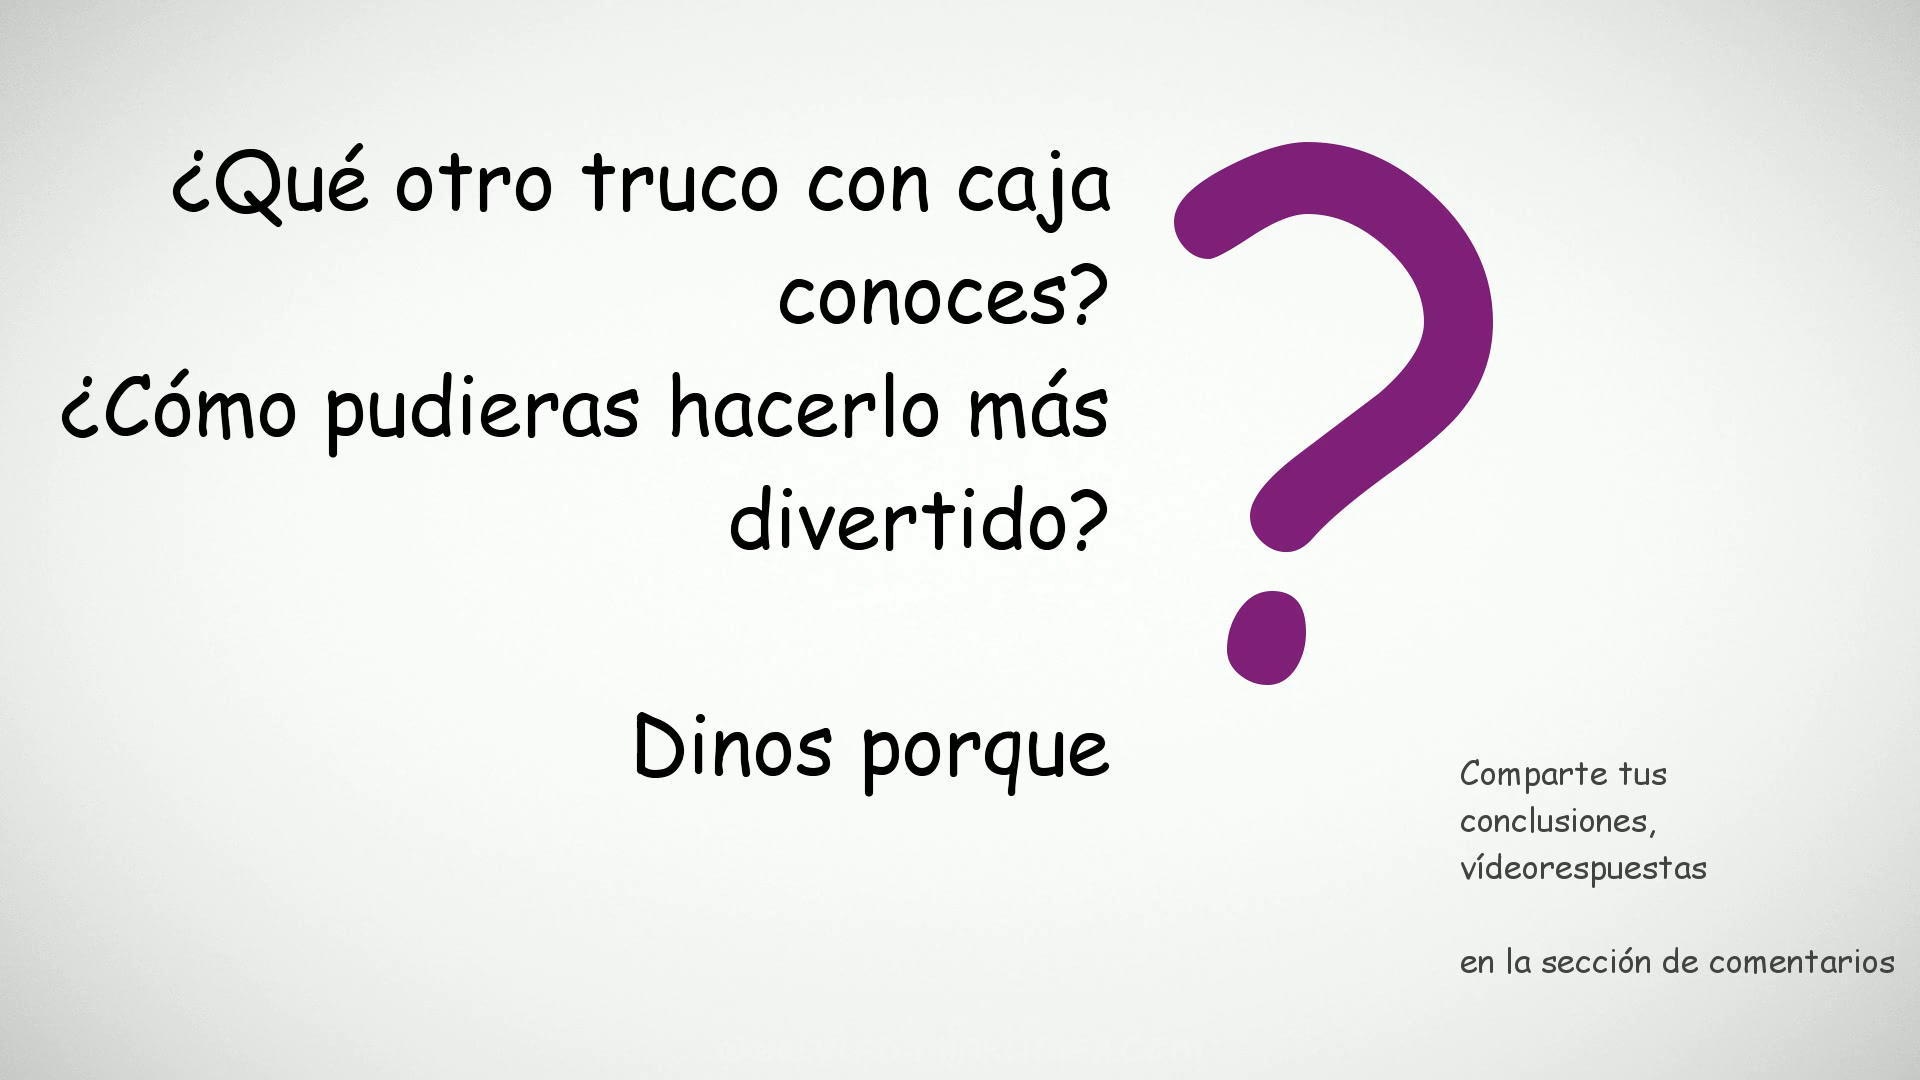 ¿Qué otro truco con caja
conoces?
¿Cómo pudieras hacerlo más
divertido?
Dinos porque
?
Comparte tus
conclusiones,
vídeorespuestas
en la sección de comentarios